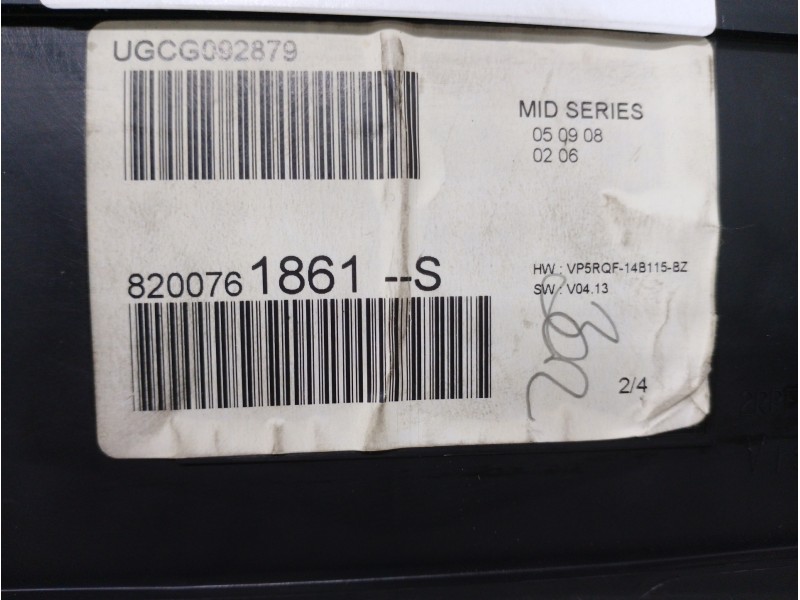 UGCG092879
MID SERIES
05 09 08
02 06
8200761861 --S
HW : VP5RQF-14B115-BZ
SW : V04.13
2/4